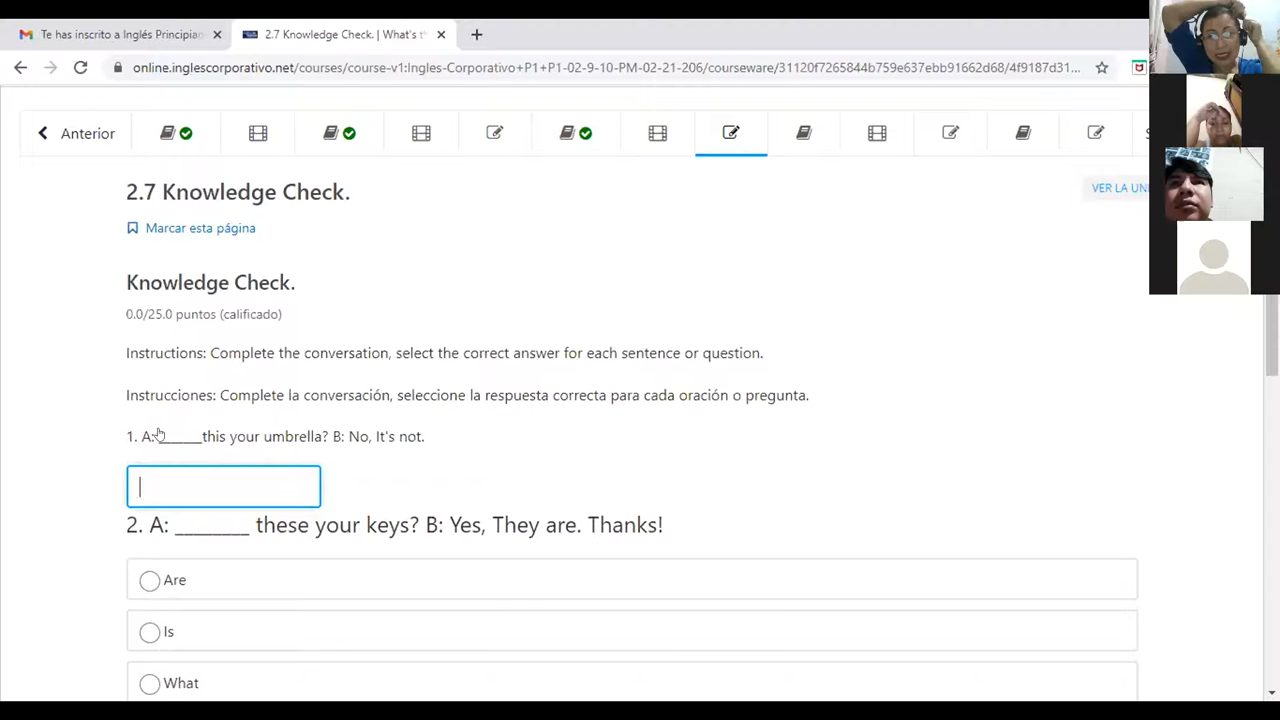 Te has inscrito a Inglés Principian
2.7 Knowledge Check. | What's t
online.inglescorporativo.net/courses/course-v1:Ingles-Corporativo+P1+P1-02-9-10-PM-02-21-206/courseware/31120f7265844b759e637ebb91662d68/4f9187d31...
Anterior
2.7 Knowledge Check.
VER LA UN
Marcar esta página
Knowledge Check.
0.0/25.0 puntos (calificado)
Instructions: Complete the conversation, select the correct answer for each sentence or question.
Instrucciones: Complete la conversación, seleccione la respuesta correcta para cada oración o pregunta.
1. A:______this your umbrella? B: No, It's not.
2. A: _______ these your keys? B: Yes, They are. Thanks!
Are
Is
What